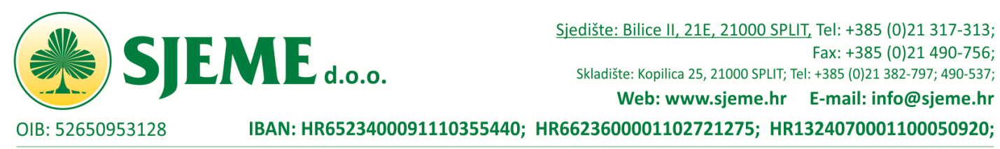 SJEME d.o.o.
Sjedište: Bilice II, 21E, 21000 SPLIT, Tel: +385 (0)21 317-313;
Fax: +385 (0)21 490-756;
Skladište: Kopilica 25, 21000 SPLIT; Tel: +385 (0)21 382-797; 490-537;
Web: www.sjeme.hr E-mail: info@sjeme.hr
OIB: 52650953128 IBAN: HR6523400091110355440; HR6623600001102721275; HR1324070001100050920;